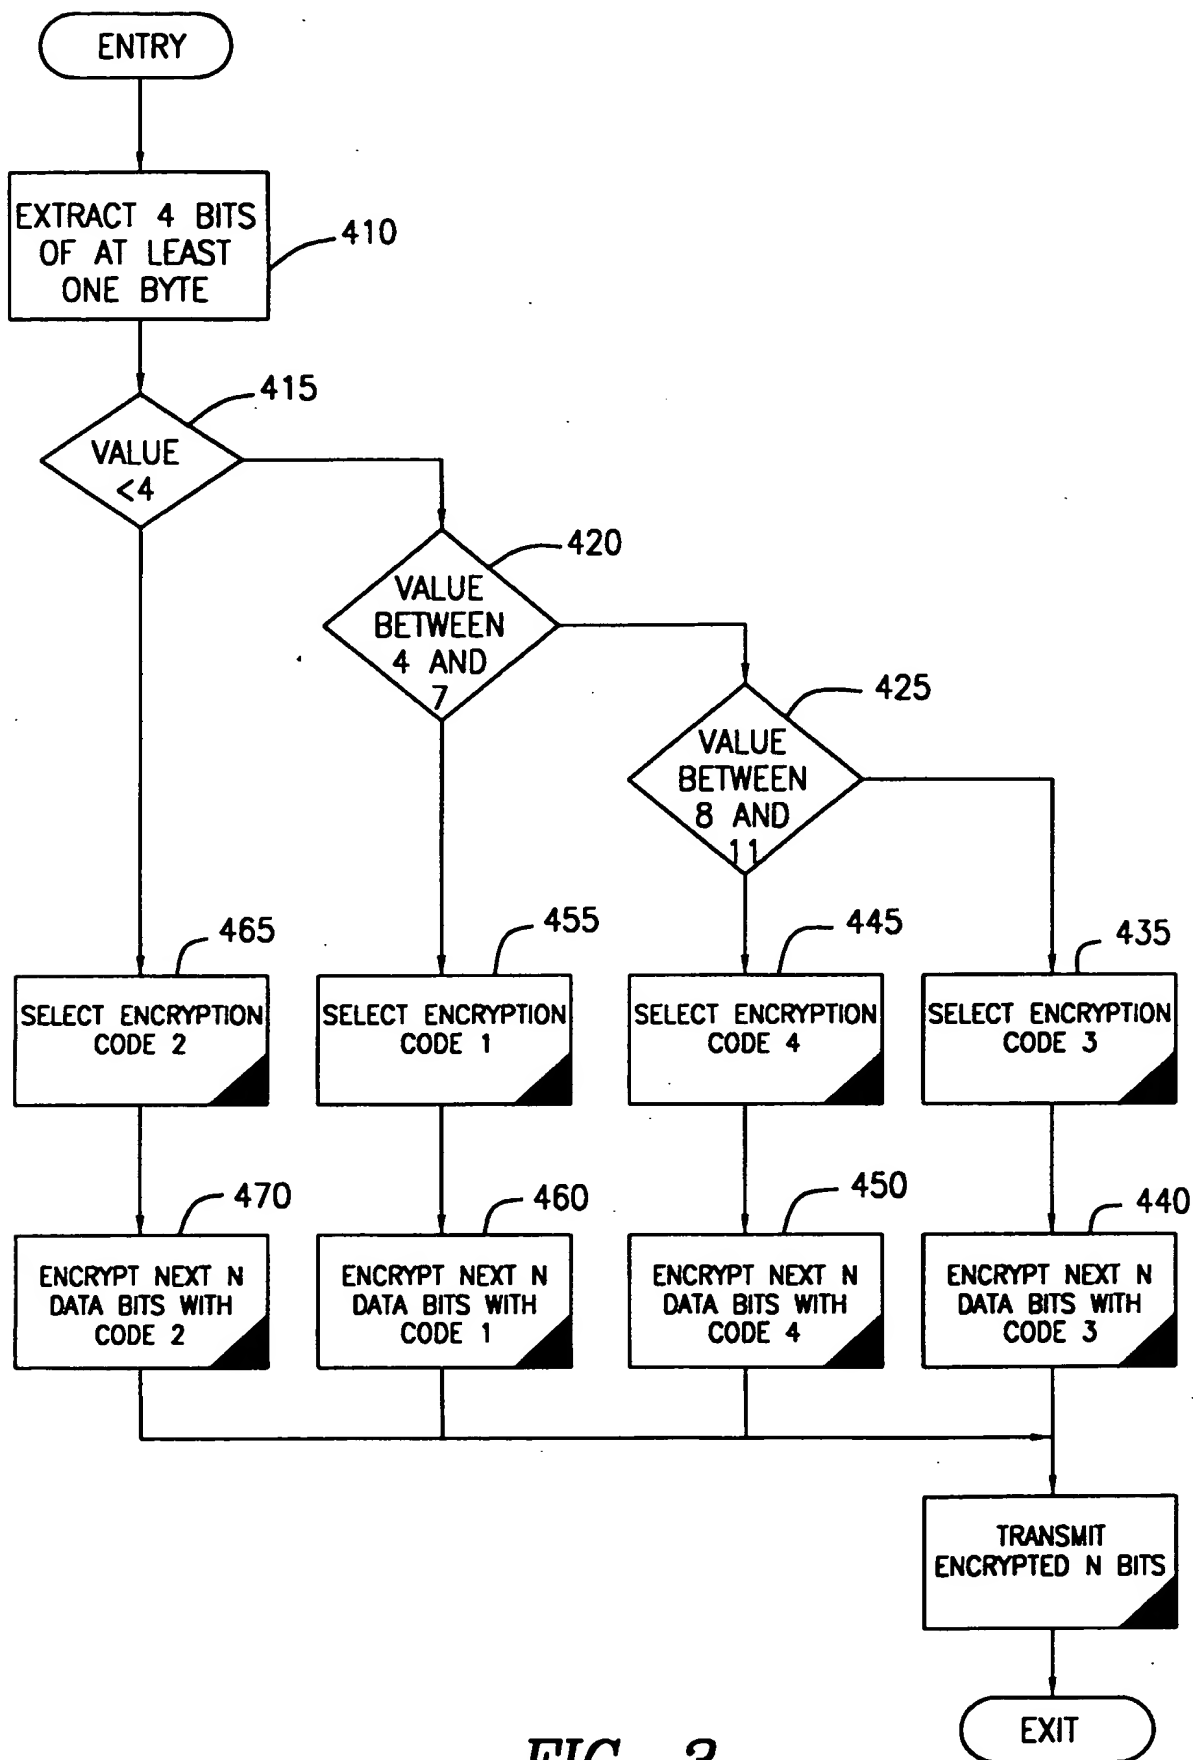 ENTRY
EXTRACT 4 BITS
OF AT LEAST
ONE BYTE
410
415
VALUE
<4
420
VALUE
BETWEEN
4 AND
7
425
VALUE
BETWEEN
8 AND
11
465
455
445
435
SELECT ENCRYPTION
CODE 2
SELECT ENCRYPTION
CODE 1
SELECT ENCRYPTION
CODE 4
SELECT ENCRYPTION
CODE 3
470
460
450
440
ENCRYPT NEXT N
DATA BITS WITH
CODE 2
ENCRYPT NEXT N
DATA BITS WITH
CODE 1
ENCRYPT NEXT N
DATA BITS WITH
CODE 4
ENCRYPT NEXT N
DATA BITS WITH
CODE 3
TRANSMIT
ENCRYPTED N BITS
EXIT